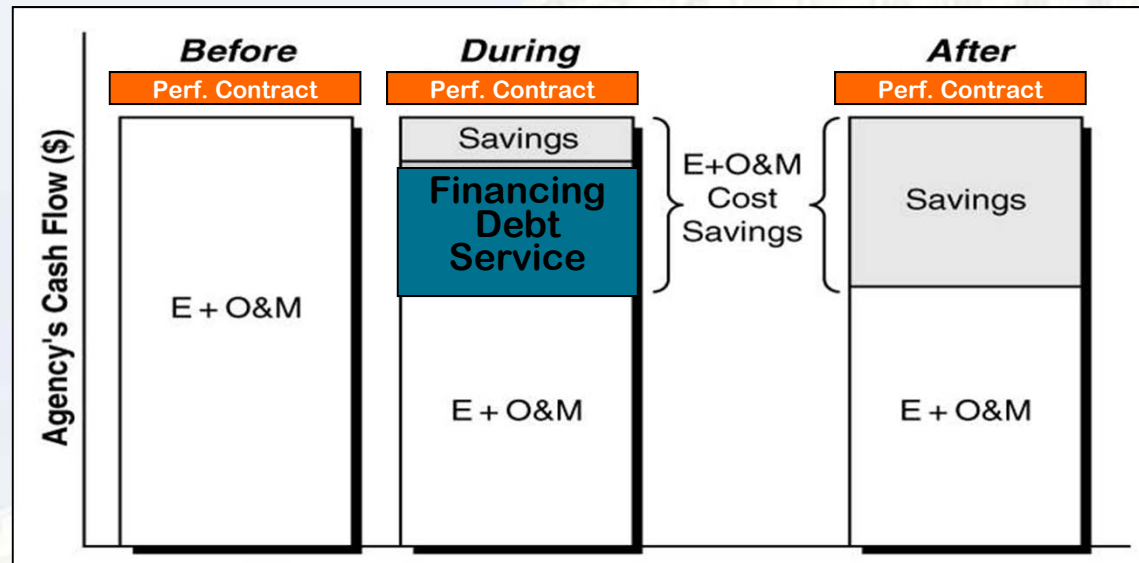 Before
During
After
Perf. Contract
Perf. Contract
Perf. Contract
Agency's Cash Flow ($)
E + O&M
Savings
Financing
Debt
Service
E + O&M
E+O&M
Cost
Savings
Savings
E + O&M